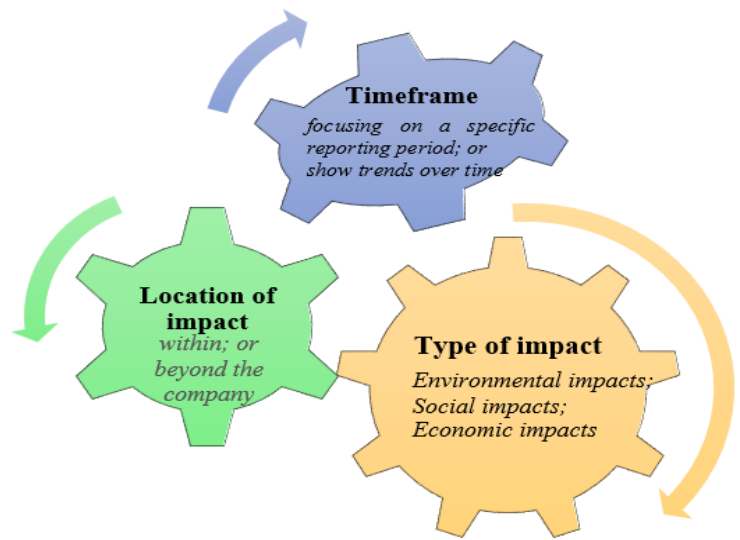 Timeframe
focusing on a specific
reporting period; or
show trends over time
Location of
impact
within; or
beyond the
company
Type of impact
Environmental impacts;
Social impacts;
Economic impacts